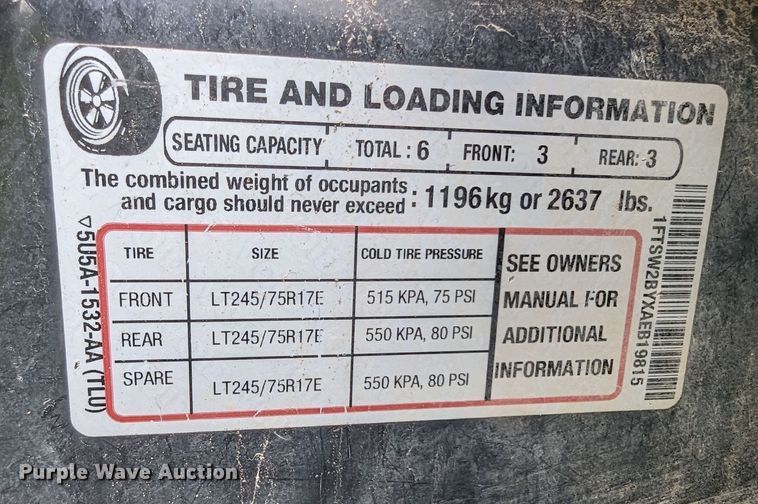 TIRE AND LOADING INFORMATION
SEATING CAPACITY TOTAL : 6 FRONT: 3 REAR: 3
The combined weight of occupants
and cargo should never exceed : 1196kg or 2637 lbs.
TIRE SIZE COLD TIRE PRESSURE
FRONT LT245/75R17E 515 KPA, 75 PSI
REAR LT245/75R17E 550 KPA, 80 PSI
SPARE LT245/75R17E 550 KPA, 80 PSI
SEE OWNERS
MANUAL FOR
ADDITIONAL
INFORMATION
▽5U5A-1532-AA (TL0)
1FTSW2BYXAEB19815
Purple Wave Auction